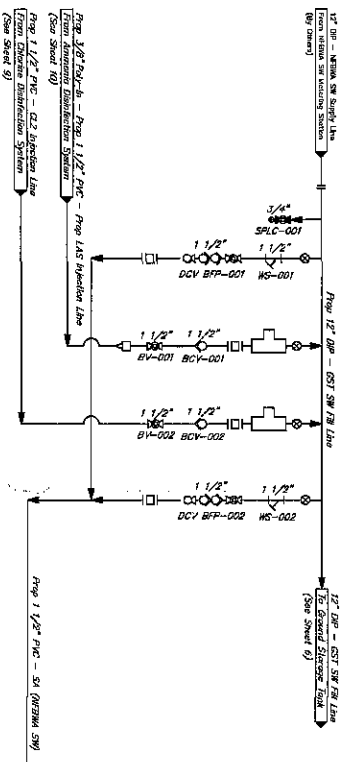 12" DIP - NFBWA SW Supply Line
From NFBWA SW Metering Station
(By Others)
3/4"
SPLC-001
Prop 12" DIP - GST SW Fill Line
12" DIP - GST SW Fill Line
To Ground Storage Tank
(See Sheet 6)
1 1/2"
WS-001
1 1/2"
DCV BFP-001
1 1/2"
BCV-001
1 1/2"
BV-001
1 1/2"
BCV-002
1 1/2"
BV-002
1 1/2"
WS-002
1 1/2"
DCV BFP-002
Prop 3/8" Poly-In - Prop 1 1/2" PVC - Prop LAS Injection Line
From Ammonia Disinfection System
(See Sheet 10)
Prop 1 1/2" PVC - CL2 Injection Line
From Chlorine Disinfection System
(See Sheet 9)
Prop 1 1/2" PVC - SA (NFBWA SW)